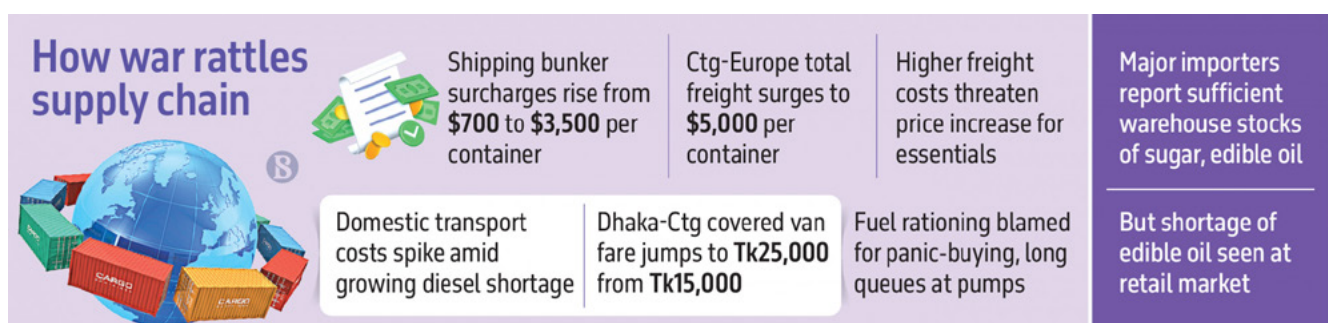 How war rattles
supply chain
Shipping bunker
surcharges rise from
$700 to $3,500 per
container
Ctg-Europe total
freight surges to
$5,000 per
container
Higher freight
costs threaten
price increase for
essentials
Domestic transport
costs spike amid
growing diesel shortage
Dhaka-Ctg covered van
fare jumps to Tk25,000
from Tk15,000
Fuel rationing blamed
for panic-buying, long
queues at pumps
Major importers
report sufficient
warehouse stocks
of sugar, edible oil
But shortage of
edible oil seen at
retail market
CARGO
CARGO